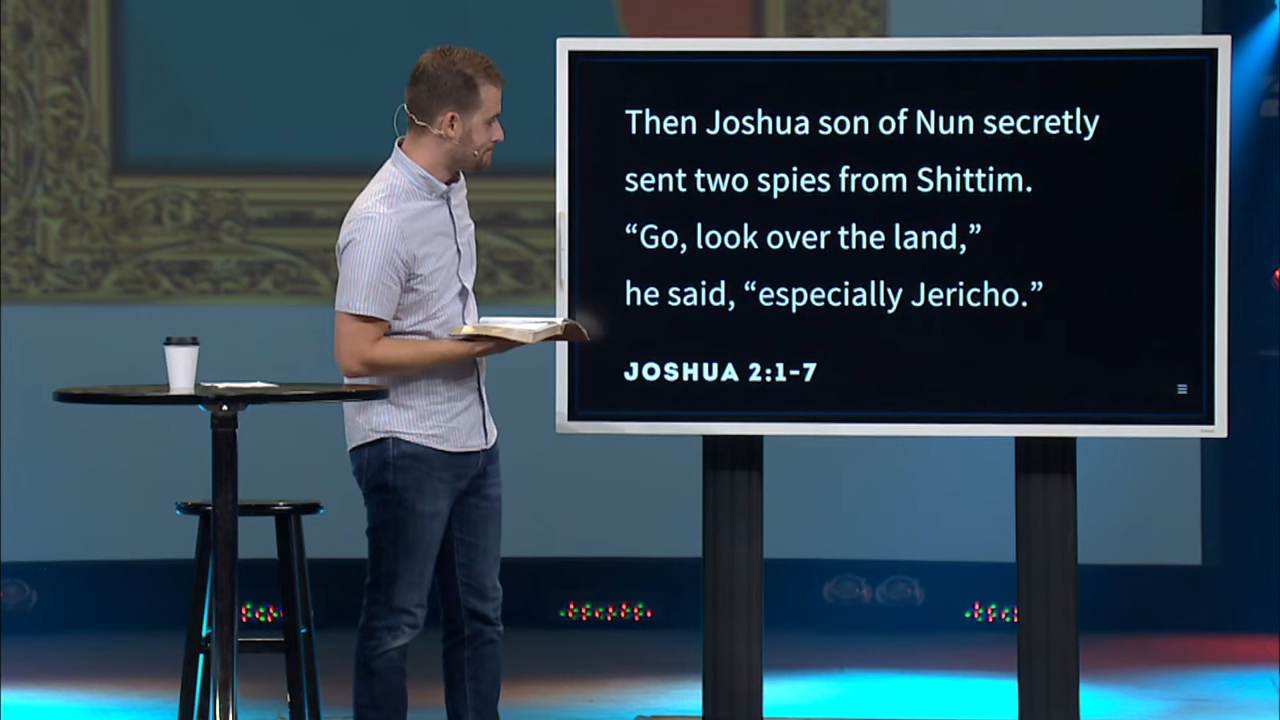 Then Joshua son of Nun secretly
sent two spies from Shittim.
“Go, look over the land,”
he said, “especially Jericho.”
JOSHUA 2:1-7